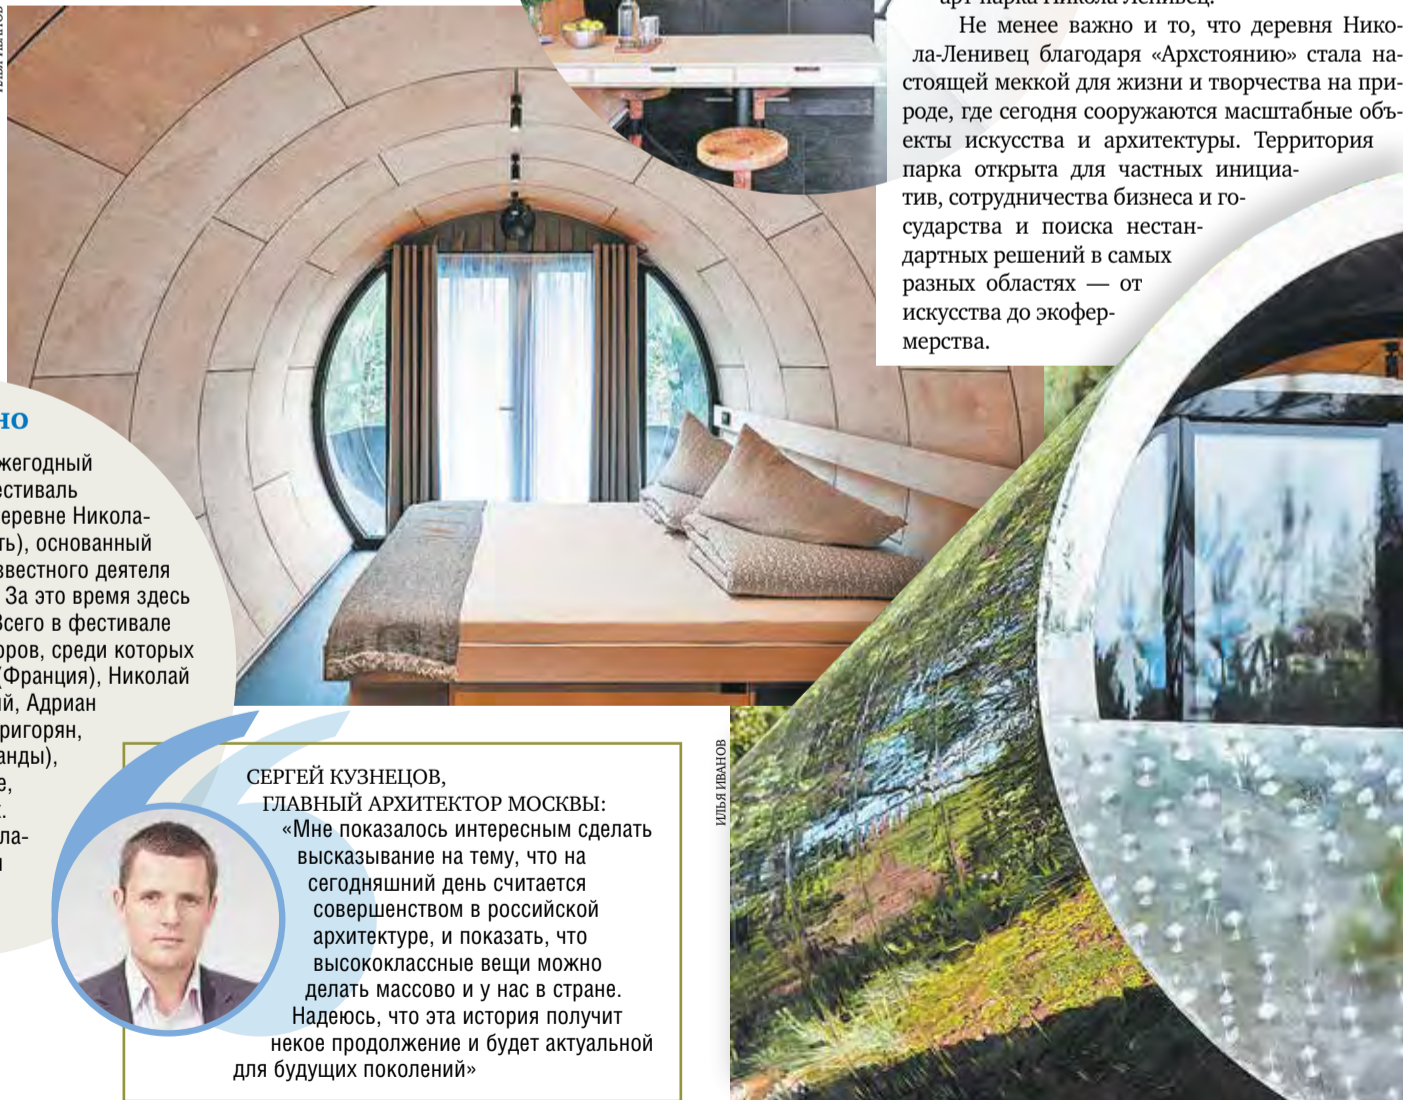 арт-парка Никола-Ленивец.
Не менее важно и то, что деревня Нико-
ла-Ленивец благодаря «Архстоянию» стала на-
стоящей меккой для жизни и творчества на при-
роде, где сегодня сооружаются масштабные объ-
екты искусства и архитектуры. Территория
парка открыта для частных инициа-
тив, сотрудничества бизнеса и го-
сударства и поиска нестан-
дартных решений в самых
разных областях — от
искусства до экофер-
мерства.
но
жегодный
естиваль
еревне Никола-
ть), основанный
звестного деятеля
За это время здесь
Всего в фестивале
оров, среди которых
(Франция), Николай
ий, Адриан
ригорян,
анды),
е,
ла-
СЕРГЕЙ КУЗНЕЦОВ,
ГЛАВНЫЙ АРХИТЕКТОР МОСКВЫ:
«Мне показалось интересным сделать
высказывание на тему, что на
сегодняшний день считается
совершенством в российской
архитектуре, и показать, что
высококлассные вещи можно
делать массово и у нас в стране.
Надеюсь, что эта история получит
некое продолжение и будет актуальной
для будущих поколений»
ИЛЬЯ ИВАНОВ